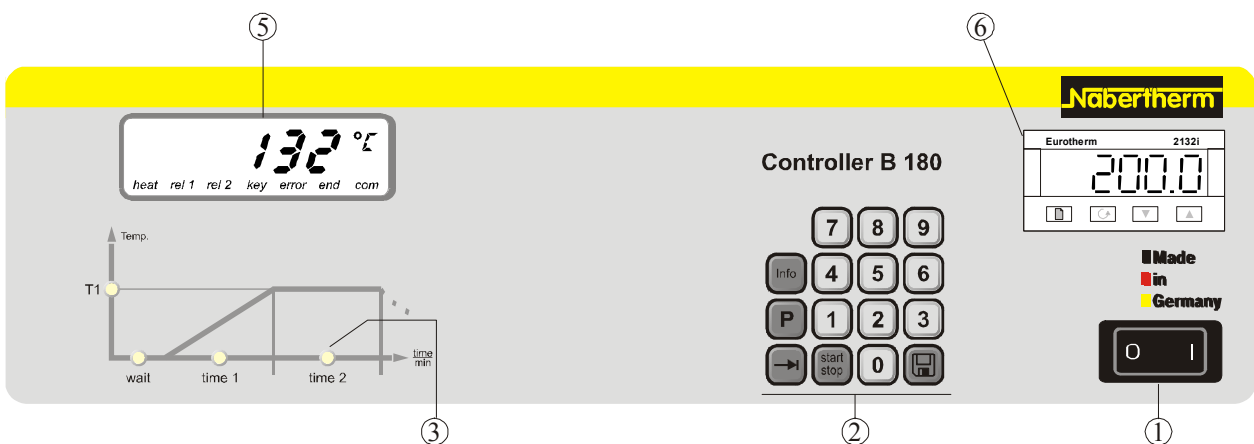 ⑤
⑥
Nabertherm
132 °C
heat rel 1 rel 2 key error end com
Eurotherm 2132i
200.0
Controller B 180
7 8 9
Info 4 5 6
P 1 2 3
start stop 0
Temp.
T1
wait time 1 time 2
time
min
Made
in
Germany
O I
③
②
①